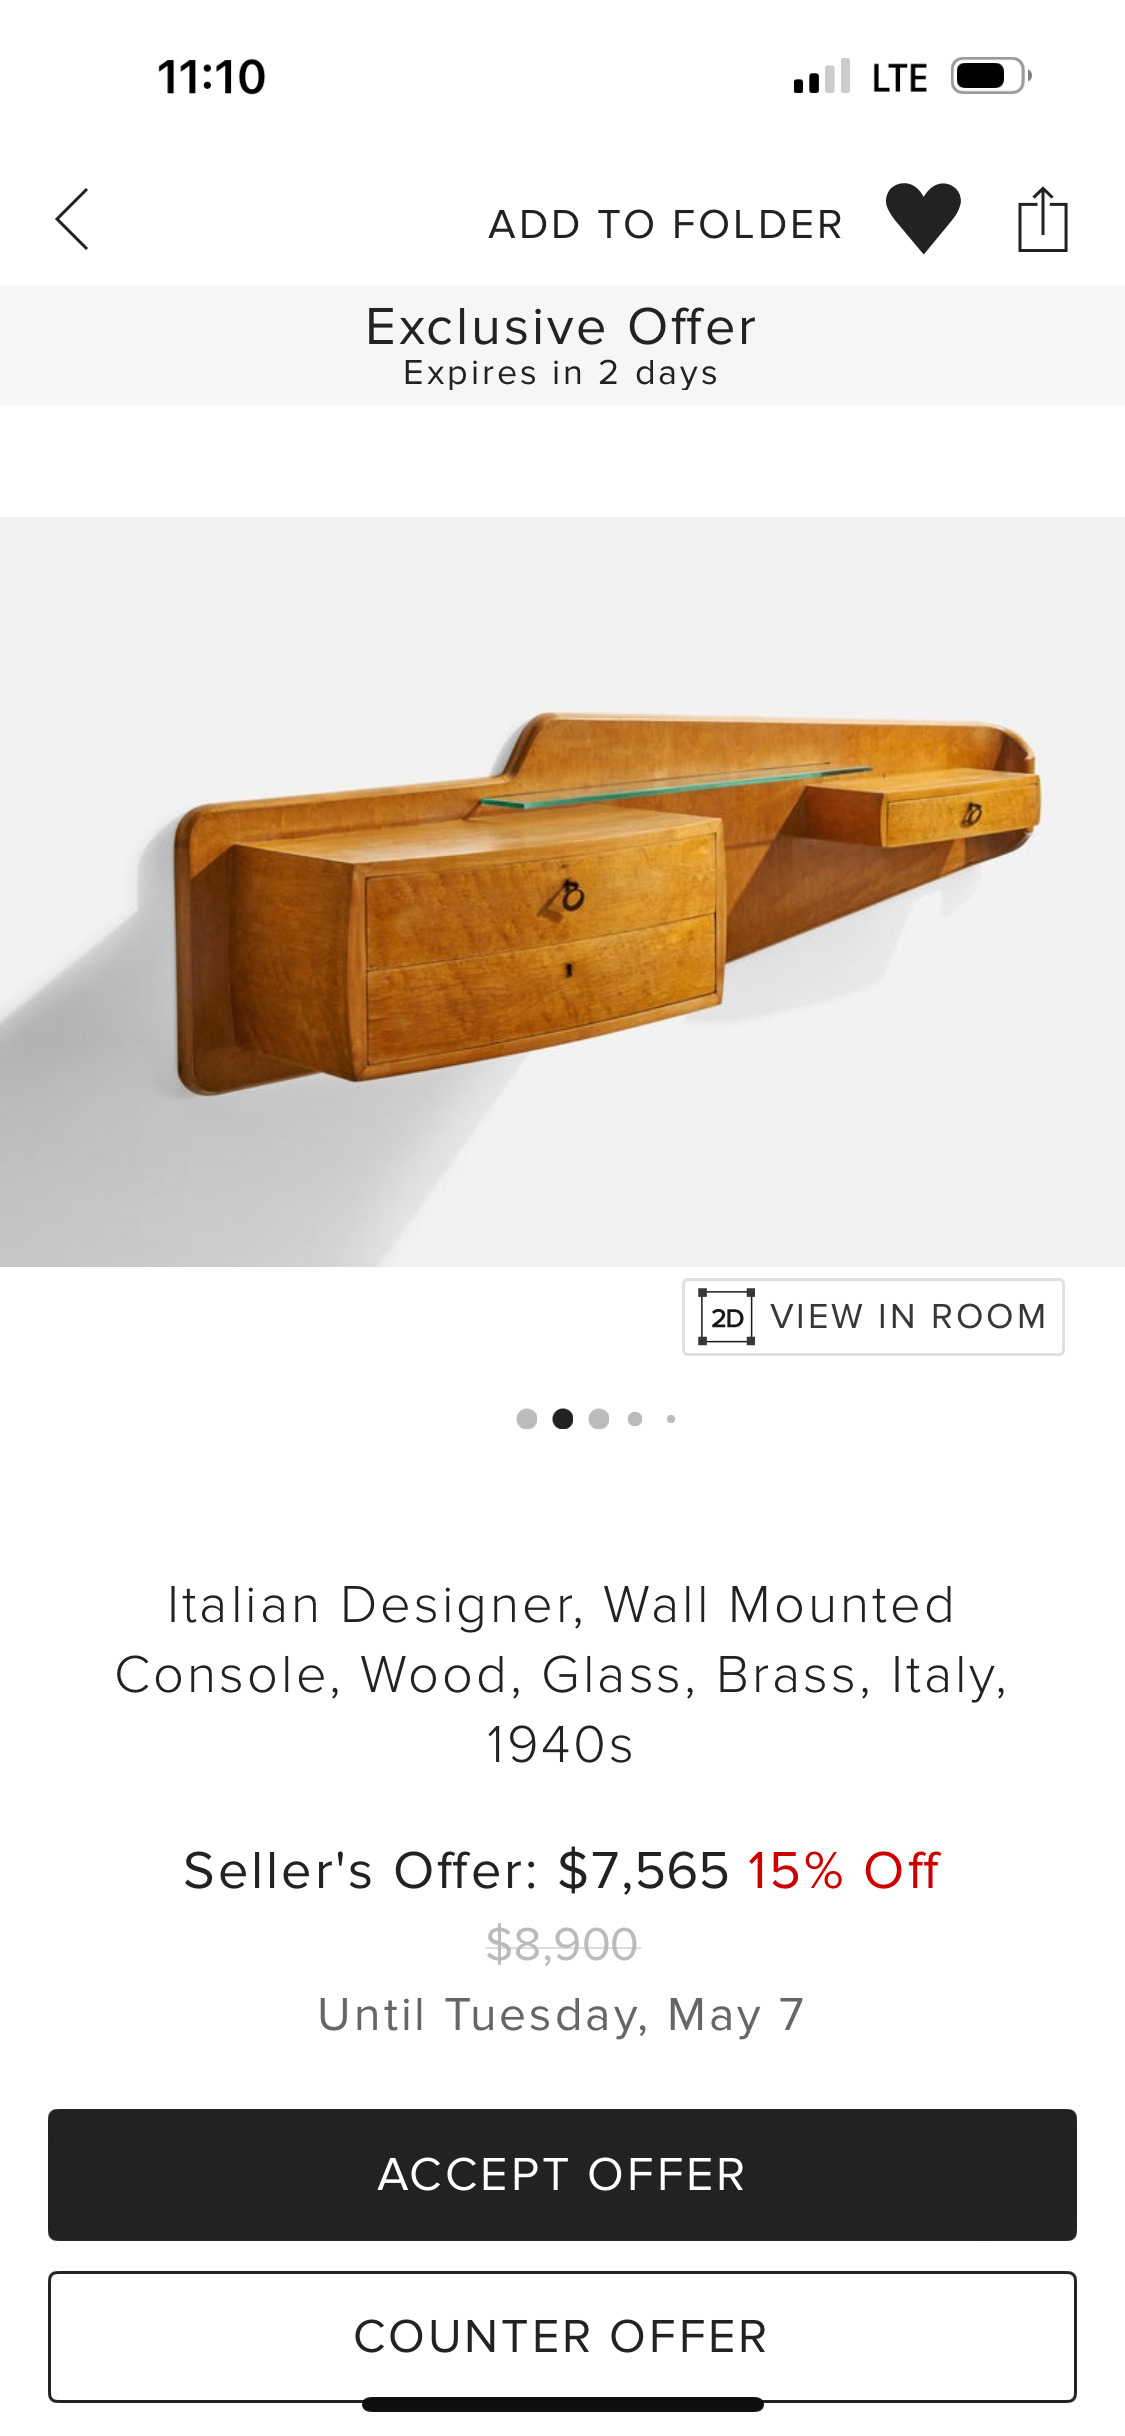 11:10
LTE
ADD TO FOLDER
Exclusive Offer
Expires in 2 days
2D VIEW IN ROOM
Italian Designer, Wall Mounted
Console, Wood, Glass, Brass, Italy,
1940s
Seller's Offer: $7,565 15% Off
$8,900
Until Tuesday, May 7
ACCEPT OFFER
COUNTER OFFER